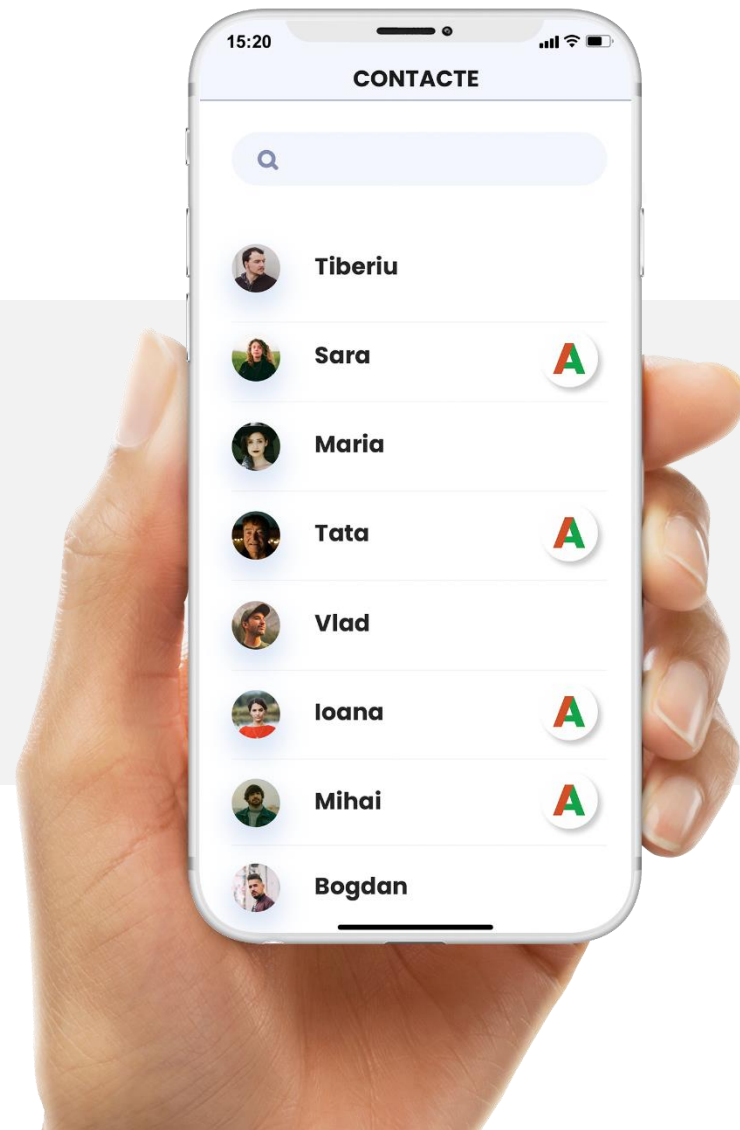 15:20
CONTACTE
Tiberiu
Sara
A
Maria
Tata
A
Vlad
Ioana
A
Mihai
A
Bogdan